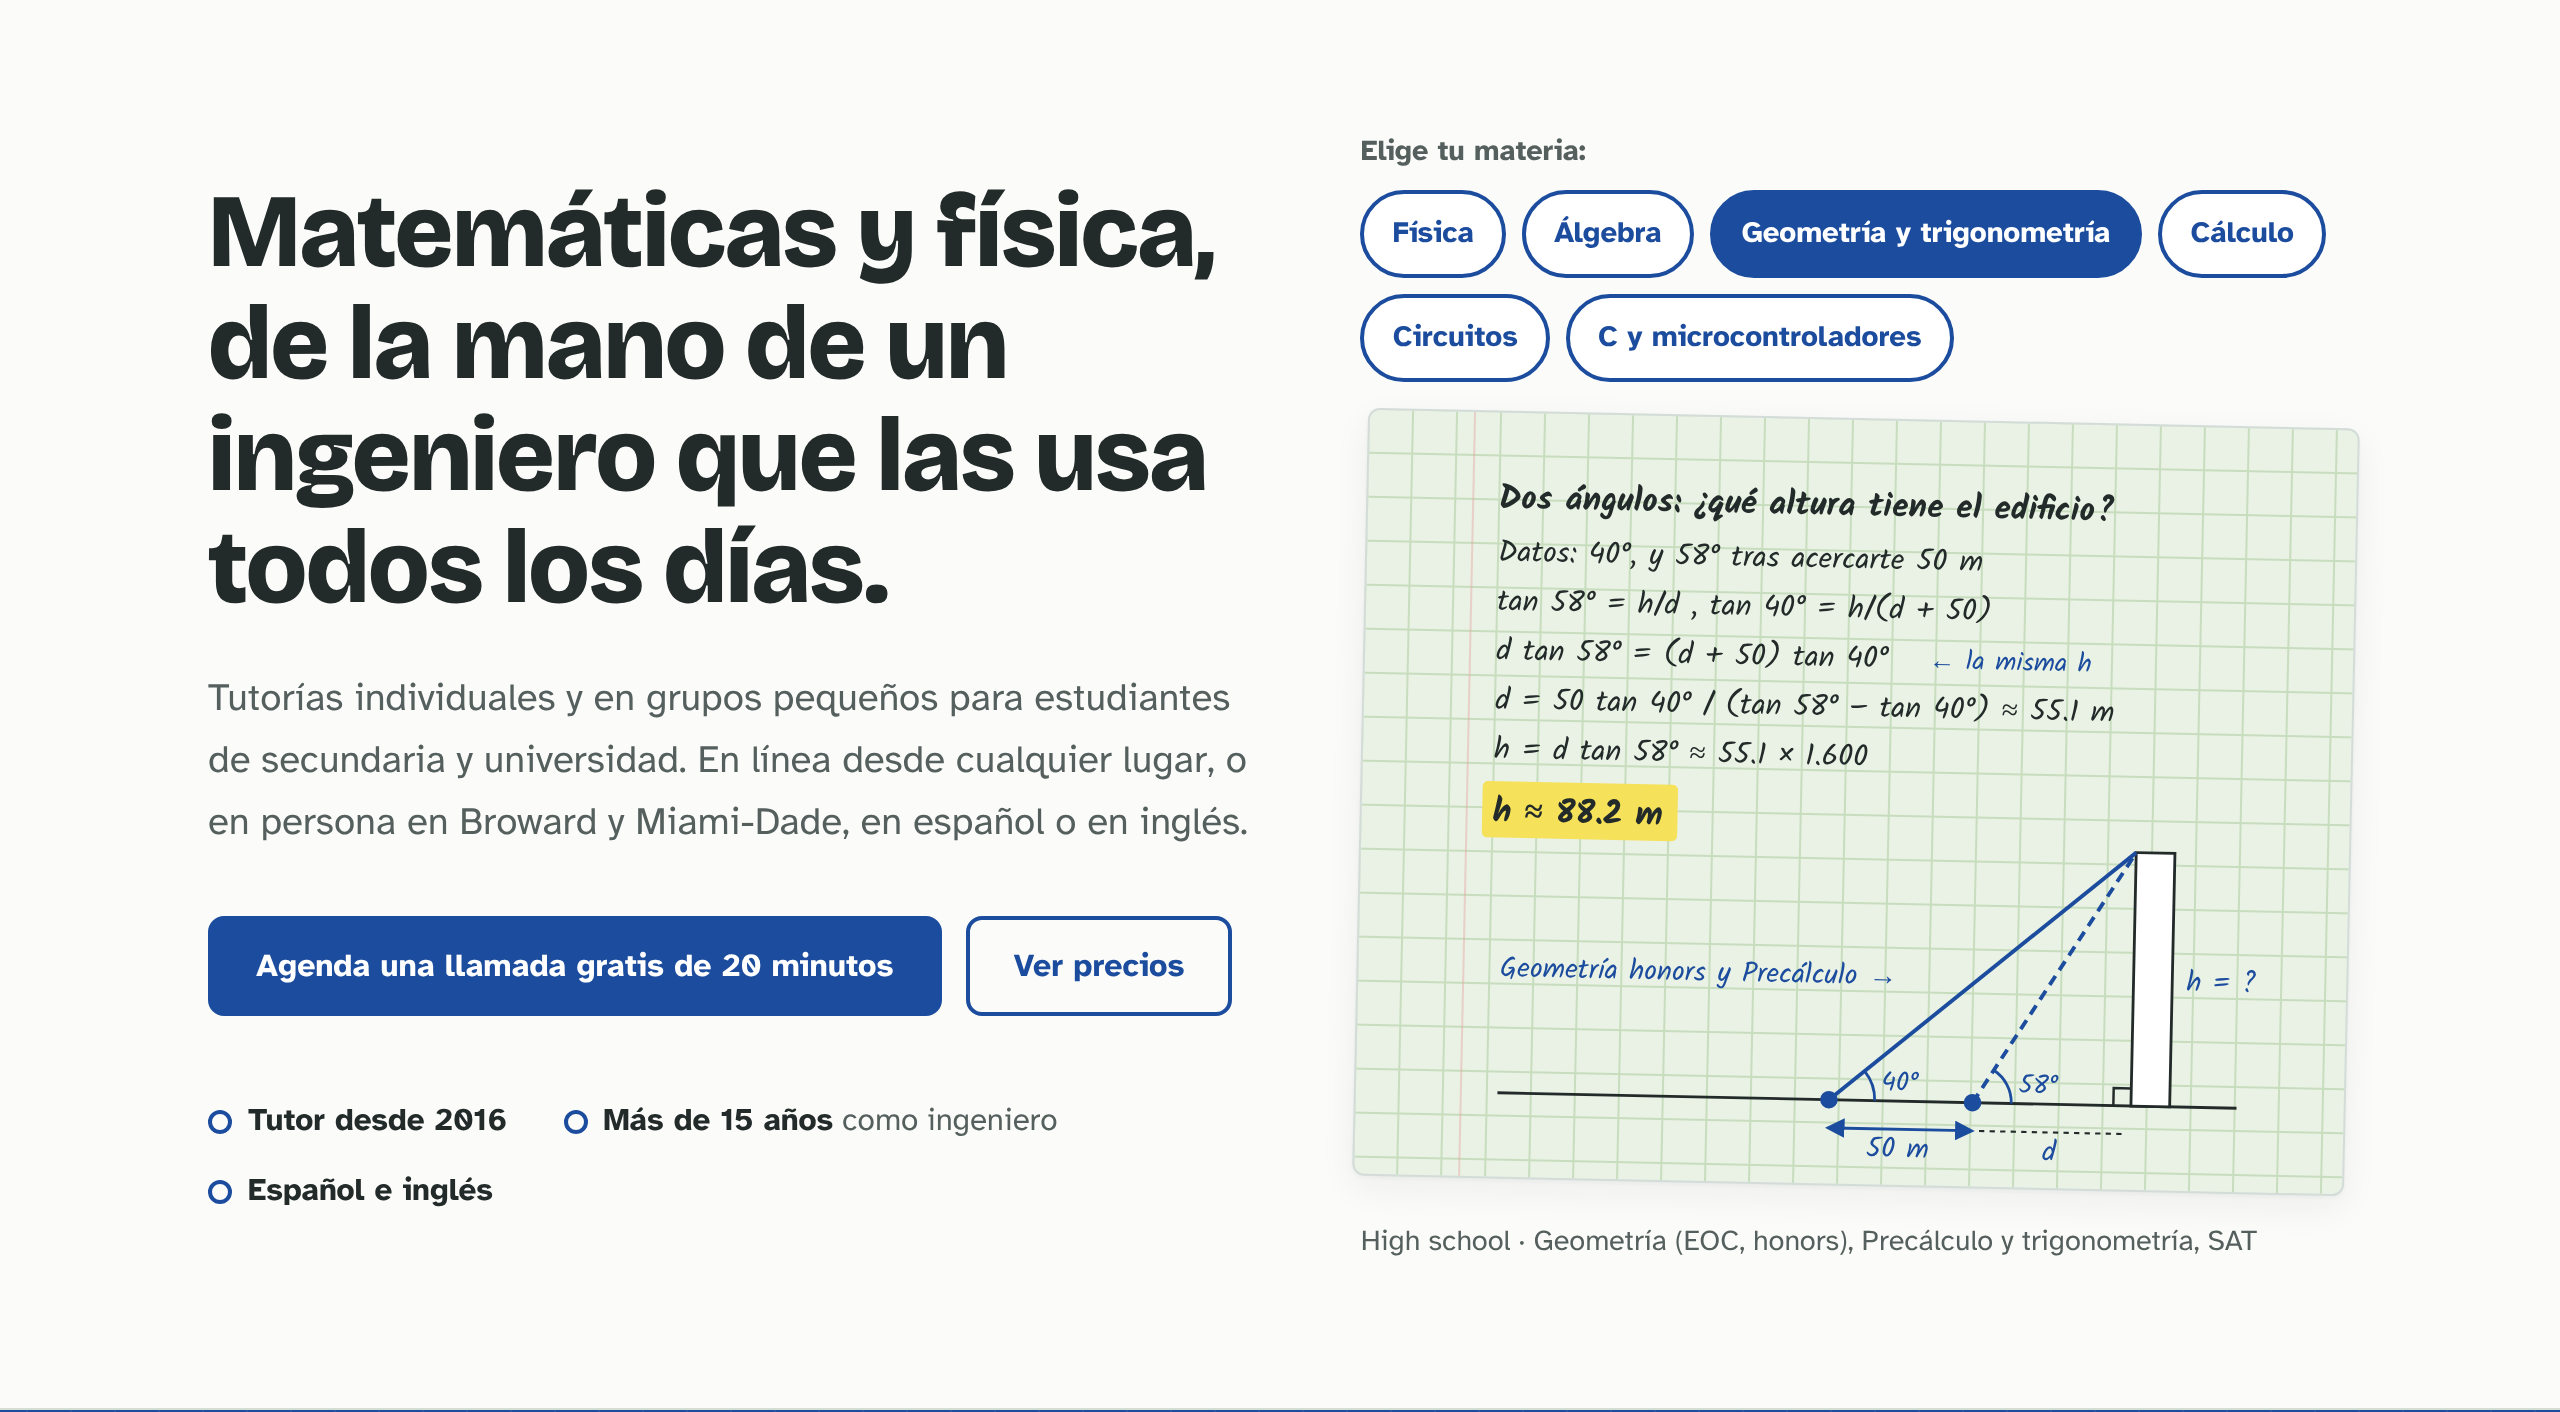 Matemáticas y física,
de la mano de un
ingeniero que las usa
todos los días.
Tutorías individuales y en grupos pequeños para estudiantes
de secundaria y universidad. En línea desde cualquier lugar, o
en persona en Broward y Miami-Dade, en español o en inglés.
Agenda una llamada gratis de 20 minutos
Ver precios
Tutor desde 2016
Más de 15 años como ingeniero
Español e inglés
Elige tu materia:
Física
Álgebra
Geometría y trigonometría
Cálculo
Circuitos
C y microcontroladores
Dos ángulos: ¿qué altura tiene el edificio?
Datos: 40°, y 58° tras acercarte 50 m
tan 58° = h/d , tan 40° = h/(d + 50)
d tan 58° = (d + 50) tan 40° ← la misma h
d = 50 tan 40° / (tan 58° − tan 40°) ≈ 55.1 m
h = d tan 58° ≈ 55.1 × 1.600
h ≈ 88.2 m
Geometría honors y Precálculo →
h = ?
40°
58°
50 m
d
High school · Geometría (EOC, honors), Precálculo y trigonometría, SAT